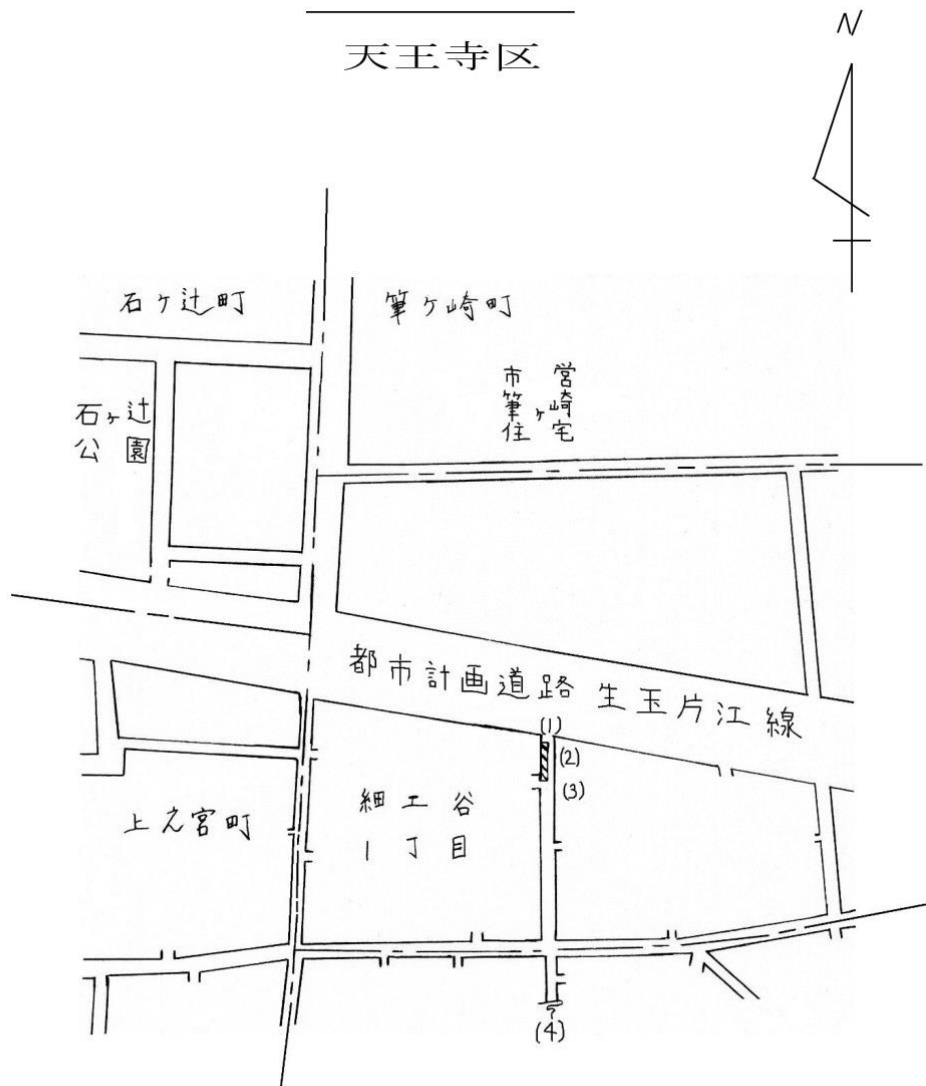 天王寺区
N
石ヶ辻町
筆ヶ崎町
市営
筆ヶ崎
住宅
石ヶ辻
公園
都市計画道路 生玉片江線
(1)
(2)
(3)
細工谷
1丁目
上之宮町
(4)